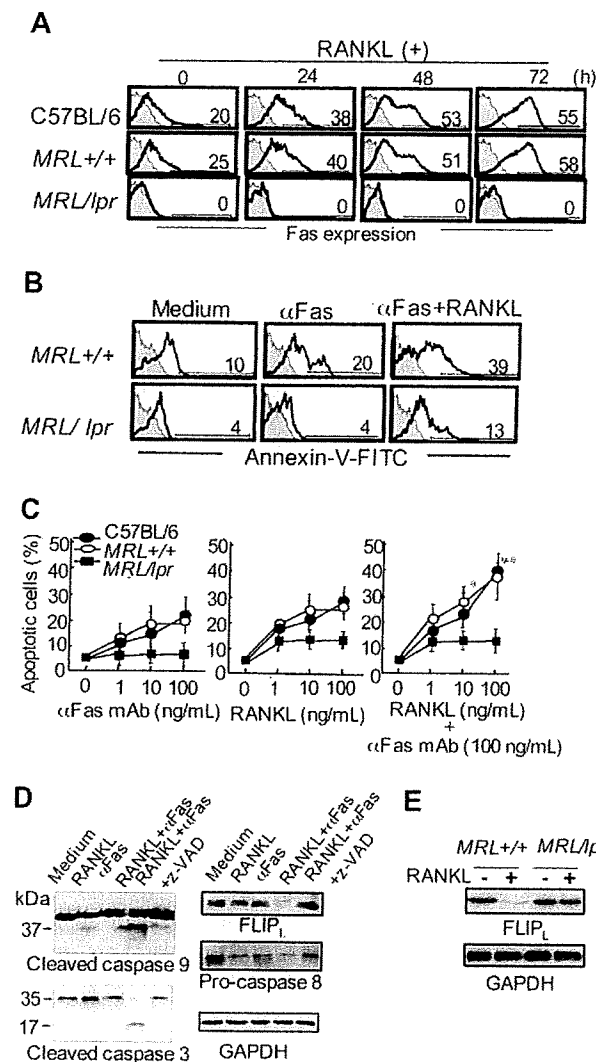 A
RANKL (+)
0 24 48 72 (h)
C57BL/6 20 38 53 55
MRL+/+ 25 40 51 58
MRL/lpr 0 0 0 0
Fas expression
B
Medium αFas αFas+RANKL
MRL+/+ 10 20 39
MRL/ lpr 4 4 13
Annexin-V-FITC
C
C57BL/6
MRL+/+
MRL/lpr
Apoptotic cells (%)
50 50 50
40 40 40
30 30 30
20 20 20
10 10 10
0 0 0
0 1 10 100 0 1 10 100 0 1 10 100
αFas mAb (ng/mL) RANKL (ng/mL) RANKL (ng/mL)
+
αFas mAb (100 ng/mL)
D
Medium RANKL αFas RANKL+αFas RANKL+αFas +z-VAD
Medium RANKL αFas RANKL+αFas RANKL+αFas +z-VAD
kDa
37
Cleaved caspase 9
35
17
Cleaved caspase 3
FLIPL
Pro-caspase 8
GAPDH
E
MRL+/+ MRL/lp
RANKL - + - +
FLIPL
GAPDH